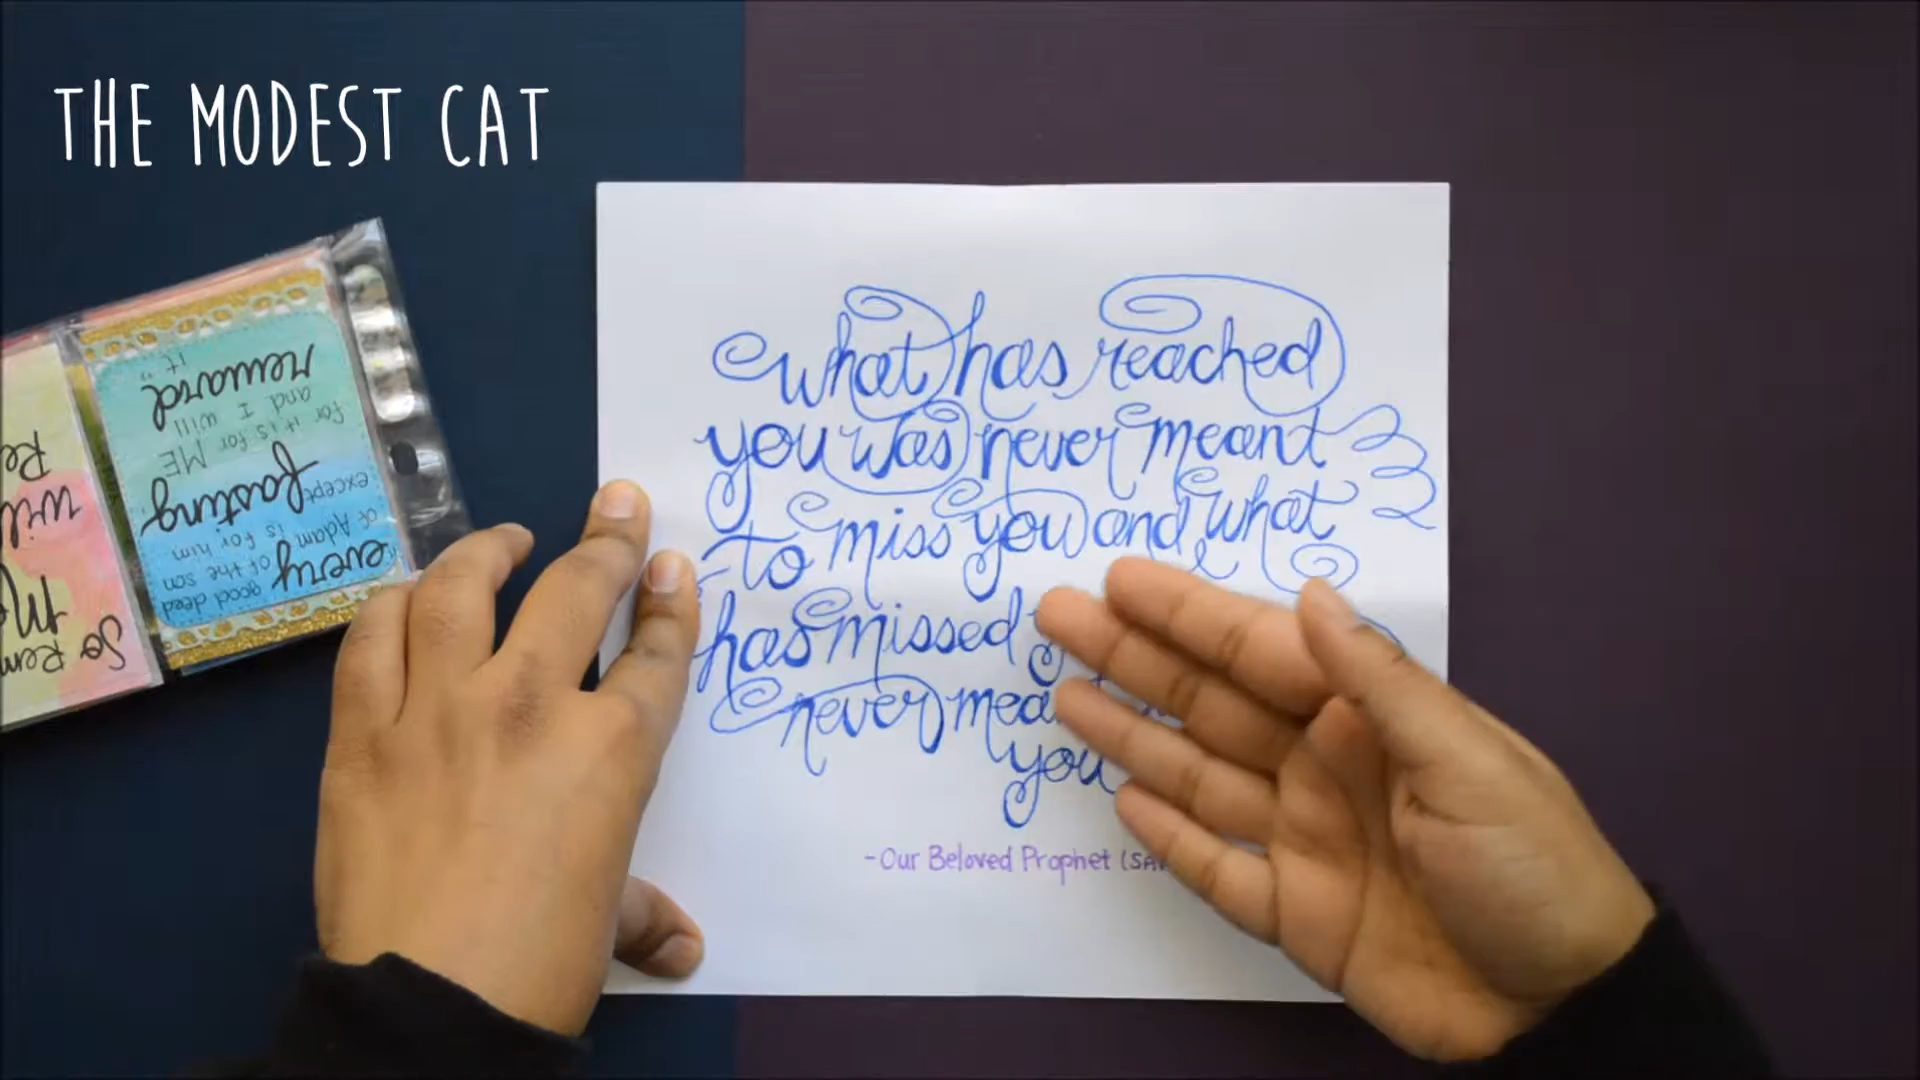 THE MODEST CAT
what has reached
you was never meant
to miss you and what
has missed
never
you
-Our Beloved Prophet
every
good deed
of the son
of Adam is for him
except
fasting
for it is for ME
and I will
reward
it"
So